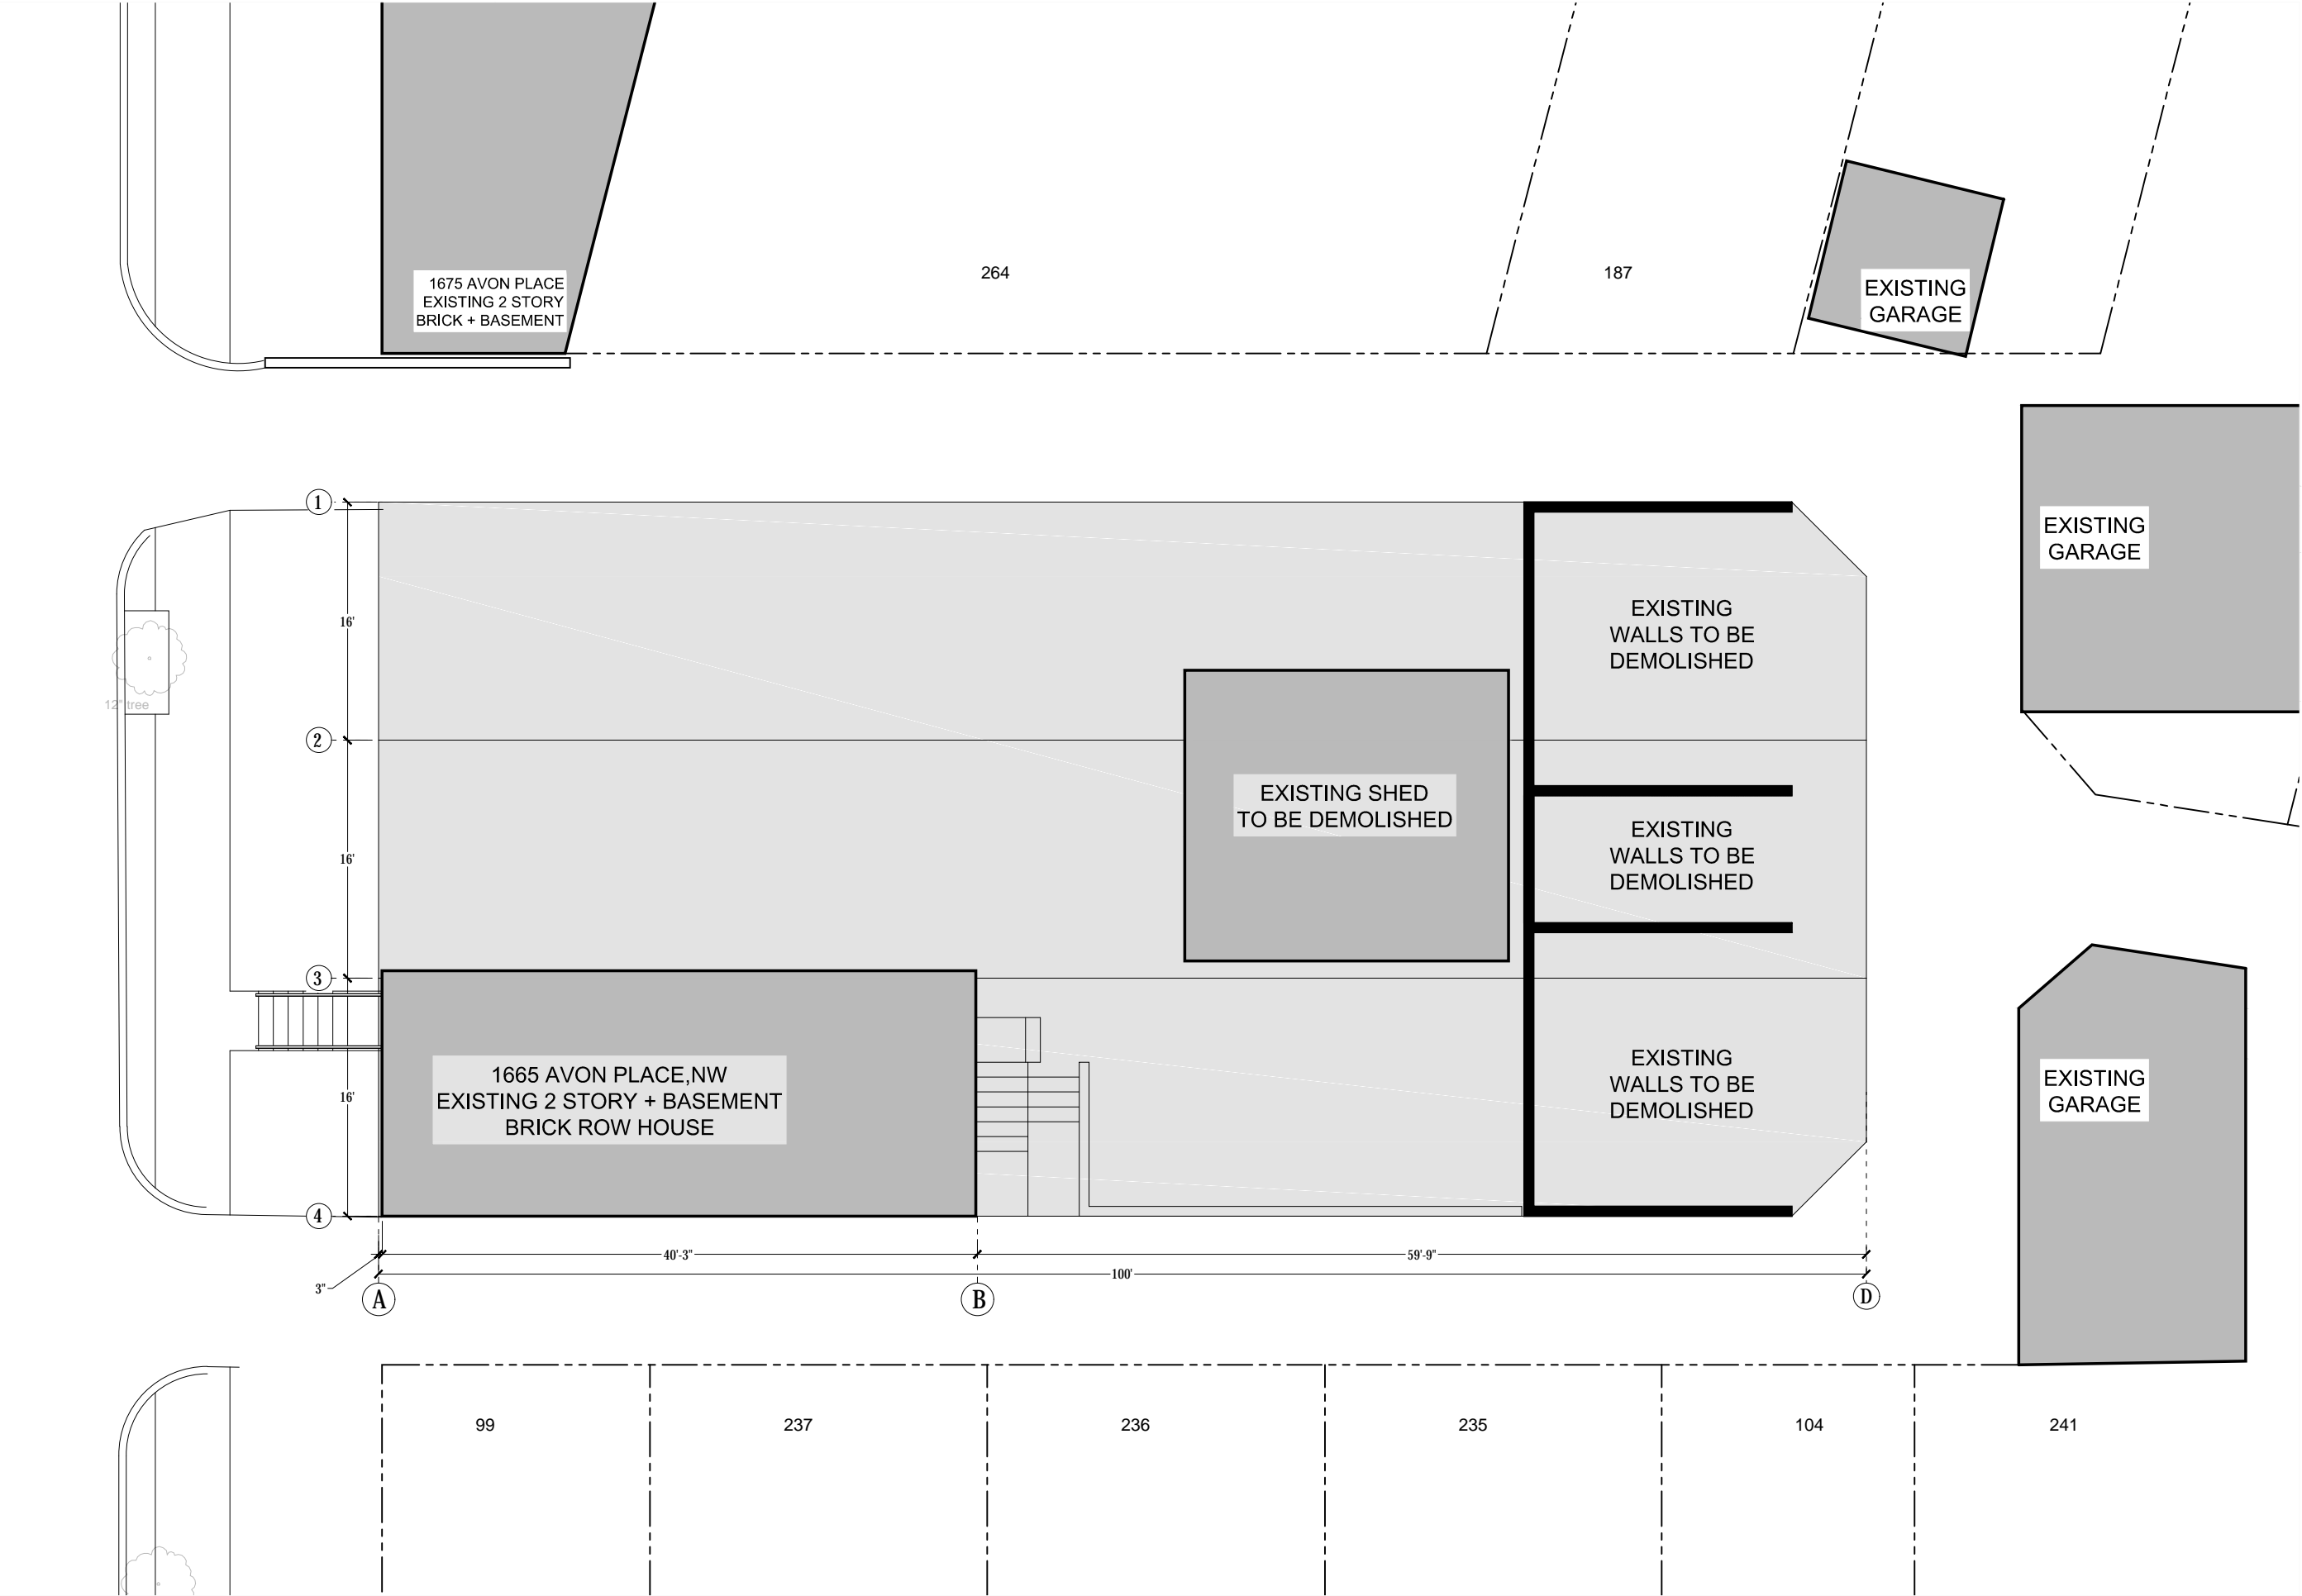 1675 AVON PLACE
EXISTING 2 STORY
BRICK + BASEMENT
264
187
EXISTING
GARAGE
1
EXISTING
GARAGE
16'
EXISTING
WALLS TO BE
DEMOLISHED
12" tree
2
EXISTING SHED
TO BE DEMOLISHED
16'
EXISTING
WALLS TO BE
DEMOLISHED
3
1665 AVON PLACE,NW
EXISTING 2 STORY + BASEMENT
BRICK ROW HOUSE
16'
EXISTING
WALLS TO BE
DEMOLISHED
EXISTING
GARAGE
4
40'-3"
59'-9"
100'
3"
A
B
D
99
237
236
235
104
241